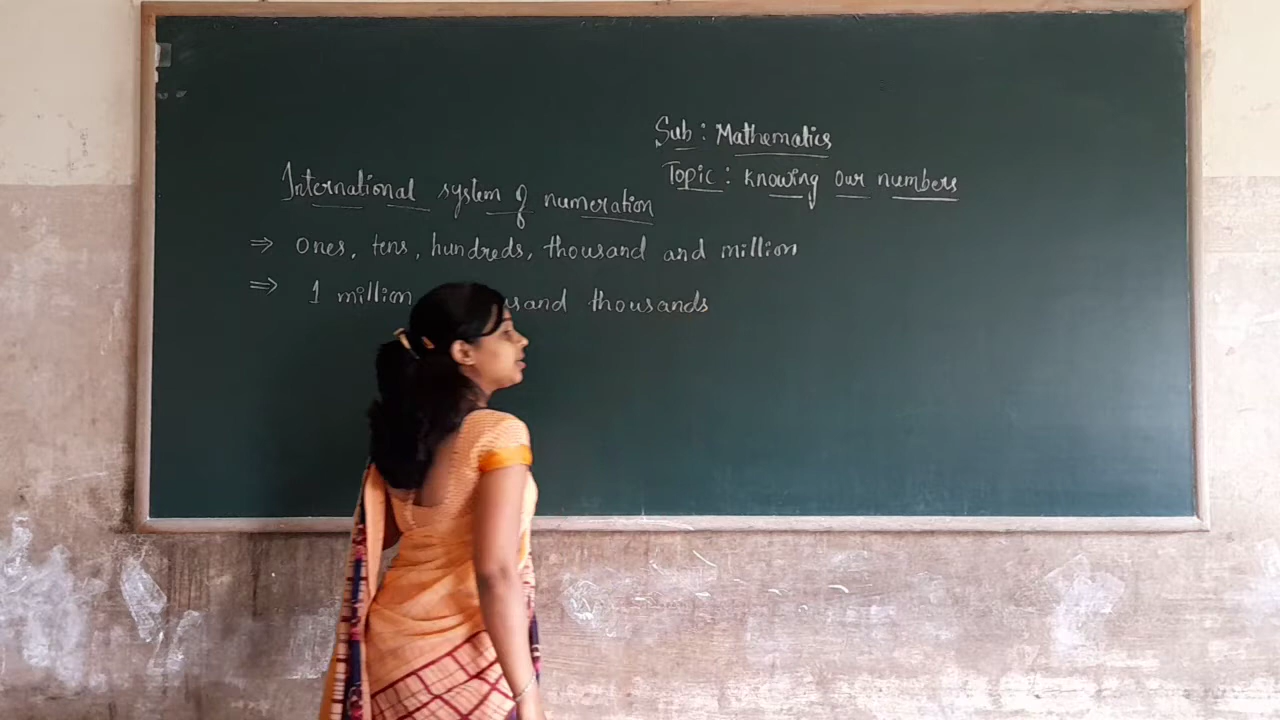 Sub : Mathematics
Topic : knowing our numbers
International system of numeration
⇒ ones, tens, hundreds, thousand and million
⇒ 1 million thousands